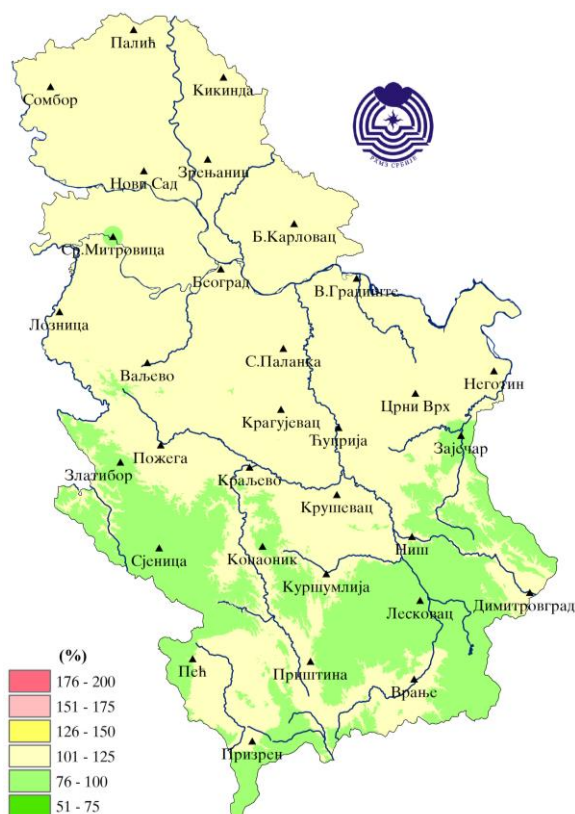 Палић
Сомбор
Кикинда
Зрењанин
Нови Сад
Б.Карловац
Ср.Митровица
Београд
В.Градиште
Лозница
С.Паланка
Ваљево
Неготин
Црни Врх
Крагујевац
Ћуприја
Зајечар
Пожега
Златибор
Краљево
Крушевац
Ниш
Копаоник
Сјеница
Куршумлија
Димитровград
Лесковац
Пећ
Приштина
Врање
Призрен
РХМЗ СРБИЈЕ
(%)
176 - 200
151 - 175
126 - 150
101 - 125
76 - 100
51 - 75